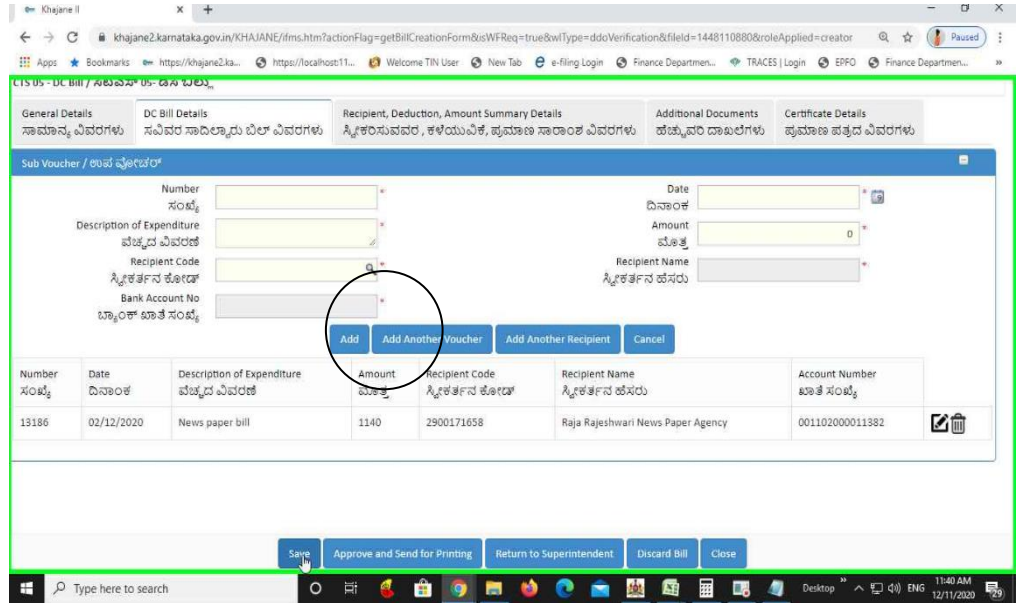 Khajane II
khajane2.karnataka.gov.in/KHAJANE/ifms.htm?actionFlag=getBillCreationForm&isWFReq=true&wlType=ddoVerification&fileId=1448110880&roleApplied=creator
Paused
Apps Bookmarks https://khajane2.ka... https://localhost:11... Welcome TIN User New Tab e-filing Login Finance Departmen... TRACES | Login EPFO Finance Departmen...
CTS 05 - DC Bill / ಸಿಟಿಎಸ್ 05- ಡಿಸಿ ಬಿಲ್ಲು
General Details DC Bill Details Recipient, Deduction, Amount Summary Details Additional Documents Certificate Details
ಸಾಮಾನ್ಯ ವಿವರಗಳು ಸವಿವರ ಸಾದಿಲ್ವಾರು ಬಿಲ್ ವಿವರಗಳು ಸ್ವೀಕರಿಸುವವರ , ಕಳೆಯುವಿಕೆ, ಪ್ರಮಾಣ ಸಾರಾಂಶ ವಿವರಗಳು ಹೆಚ್ಚುವರಿ ದಾಖಲೆಗಳು ಪ್ರಮಾಣ ಪತ್ರದ ವಿವರಗಳು
Sub Voucher / ಉಪ ವೋಚರ್
Number * Date *
ಸಂಖ್ಯೆ ದಿನಾಂಕ
Description of Expenditure * Amount 0 *
ವೆಚ್ಚದ ವಿವರಣೆ ಮೊತ್ತ
Recipient Code * Recipient Name *
ಸ್ವೀಕರ್ತನ ಕೋಡ್ ಸ್ವೀಕರ್ತನ ಹೆಸರು
Bank Account No *
ಬ್ಯಾಂಕ್ ಖಾತೆ ಸಂಖ್ಯೆ
Add Add Another Voucher Add Another Recipient Cancel
Number Date Description of Expenditure Amount Recipient Code Recipient Name Account Number
ಸಂಖ್ಯೆ ದಿನಾಂಕ ವೆಚ್ಚದ ವಿವರಣೆ ಮೊತ್ತ ಸ್ವೀಕರ್ತನ ಕೋಡ್ ಸ್ವೀಕರ್ತನ ಹೆಸರು ಖಾತೆ ಸಂಖ್ಯೆ
13186 02/12/2020 News paper bill 1140 2900171658 Raja Rajeshwari News Paper Agency 001102000011382
Save Approve and Send for Printing Return to Superintendent Discard Bill Close
Type here to search Desktop ENG 11:40 AM
12/11/2020 29